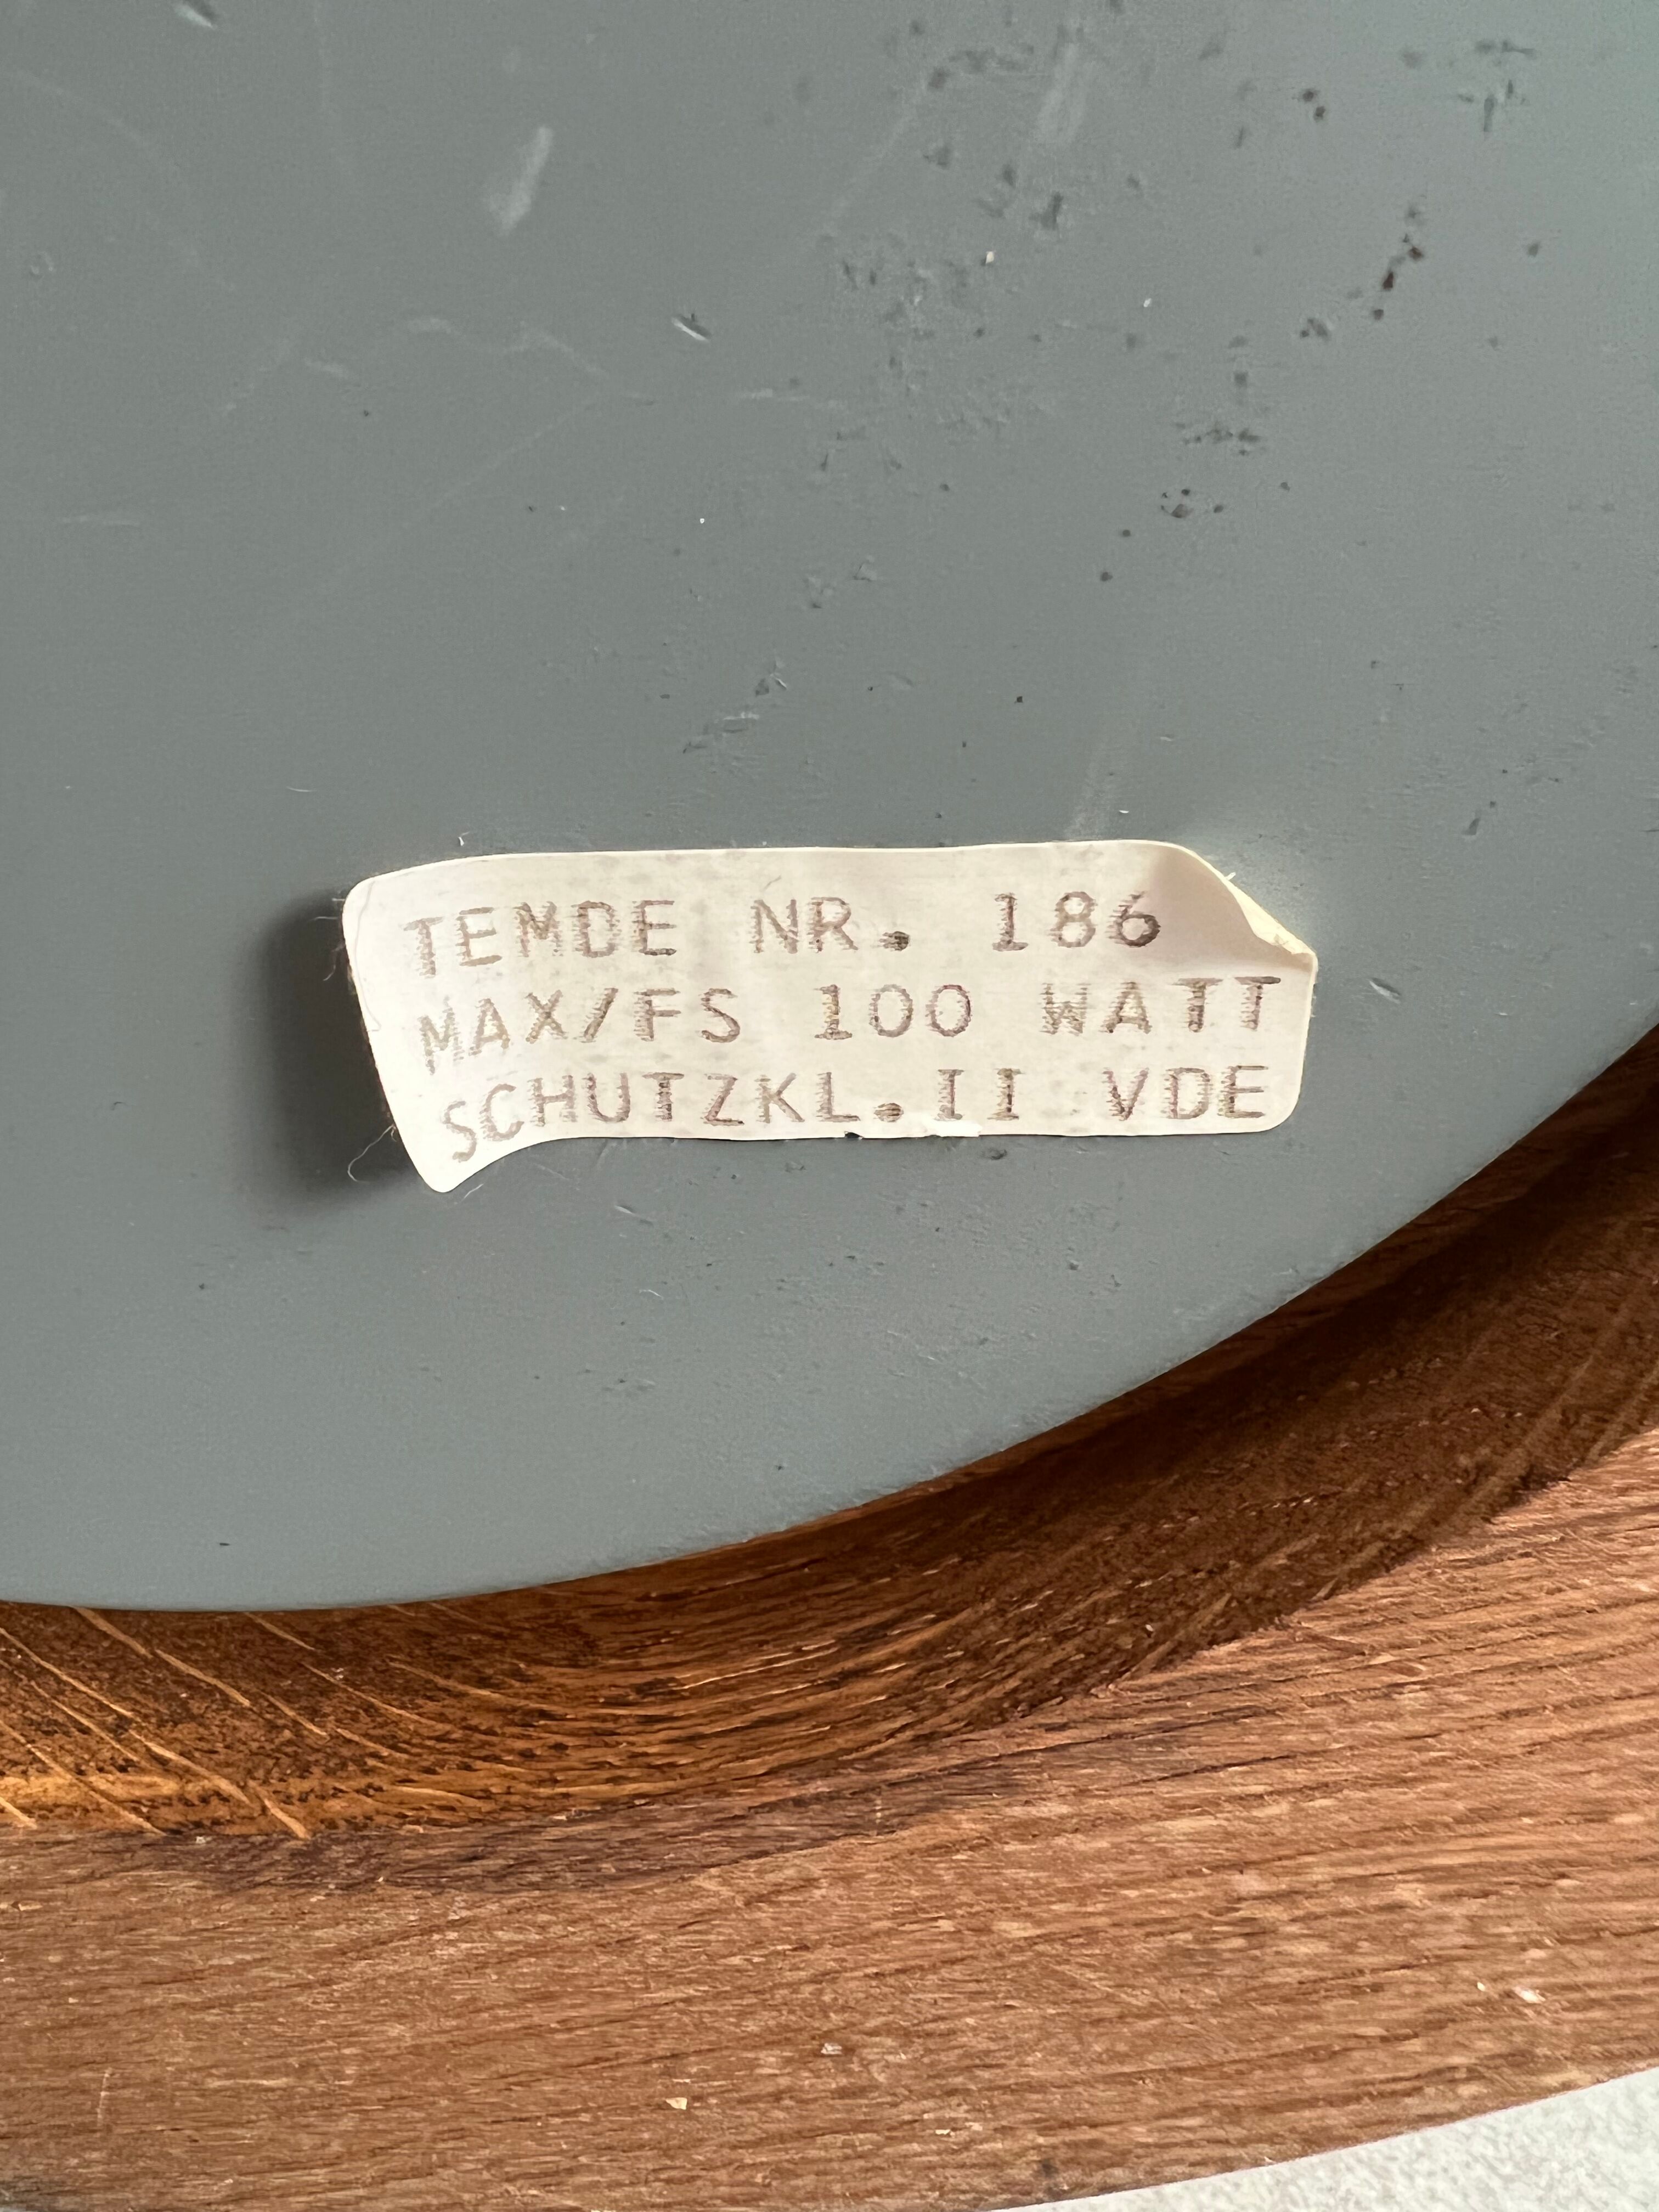 TEMDE NR. 186
MAX/FS 100 WATT
SCHUTZKL.II VDE